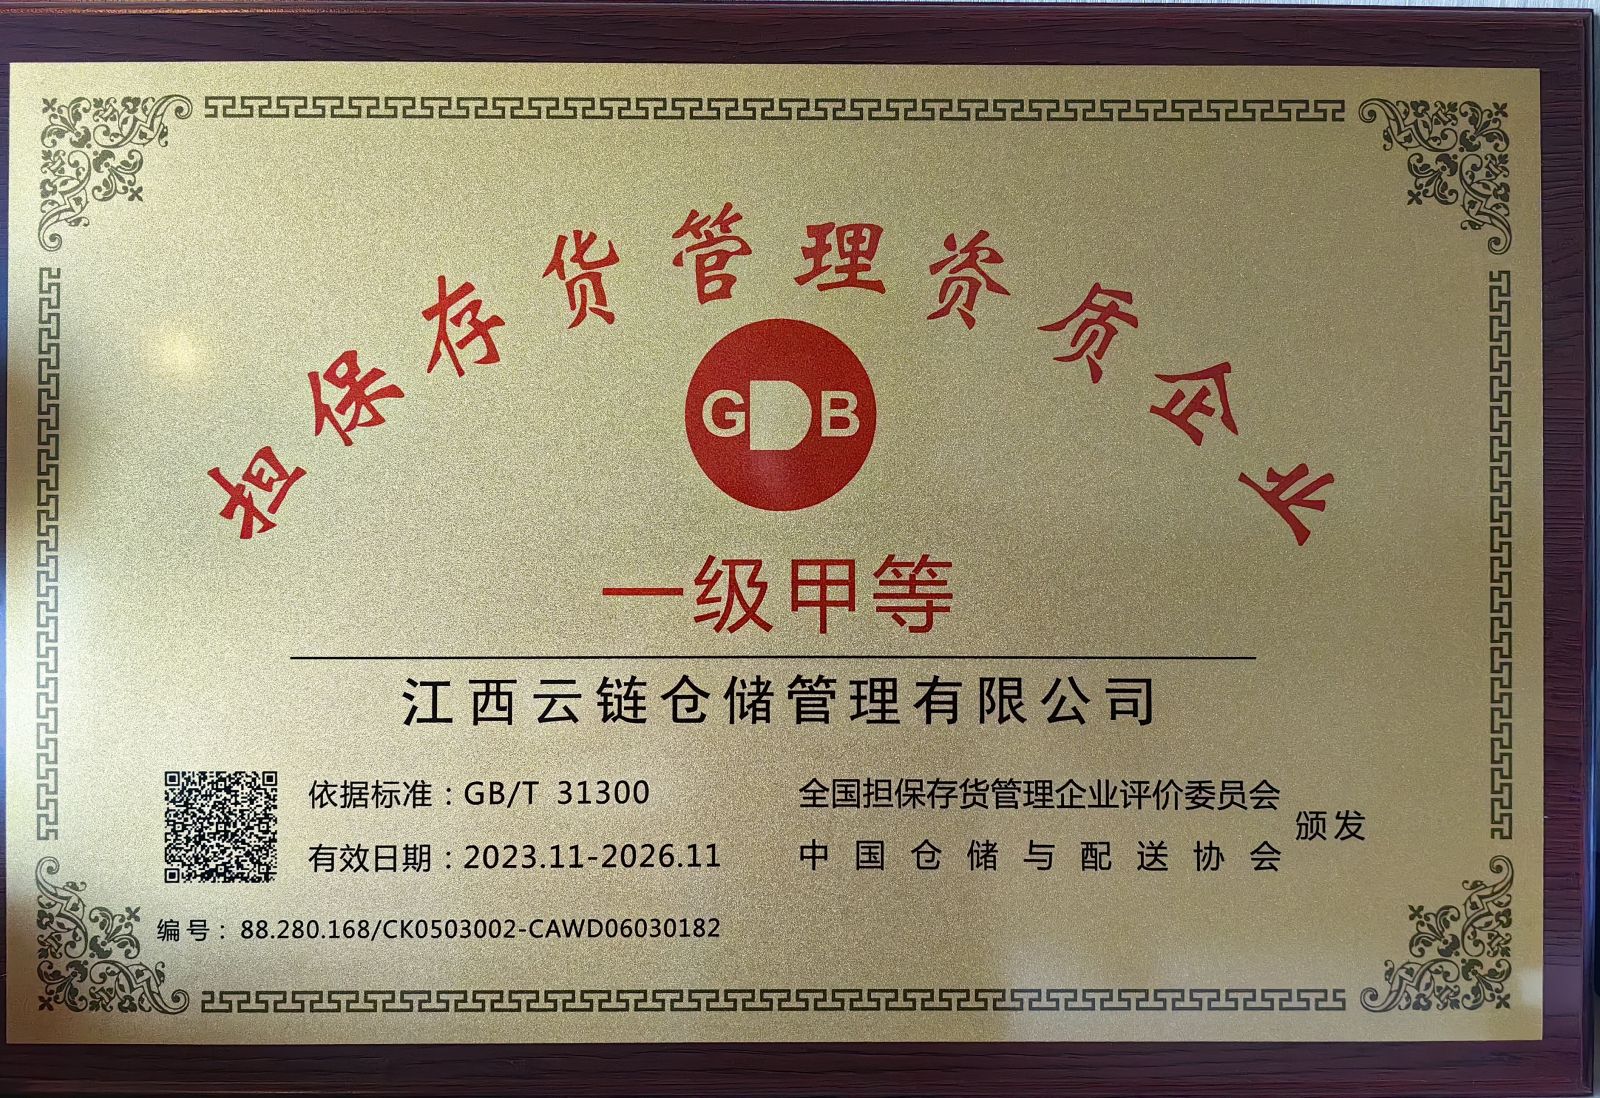 担保存货管理资质企业
GDB
一级甲等
江西云链仓储管理有限公司
依据标准：GB/T 31300
有效日期：2023.11-2026.11
全国担保存货管理企业评价委员会
中国仓储与配送协会
颁发
编号：88.280.168/CK0503002-CAWD06030182